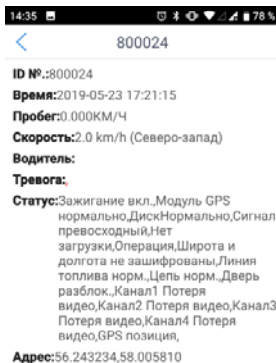 14:35 78 %
800024
ID №.:800024
Время:2019-05-23 17:21:15
Пробег:0.000КМ/Ч
Скорость:2.0 km/h (Северо-запад)
Водитель:
Тревога:,
Статус:Зажигание вкл.,Модуль GPS
нормально,ДискНормально,Сигнал
превосходный,Нет
загрузки,Операция,Широта и
долгота не зашифрованы,Линия
топлива норм.,Цепь норм.,Дверь
разблок.,Канал1 Потеря
видео,Канал2 Потеря видео,Канал3
Потеря видео,Канал4 Потеря
видео,GPS позиция,
Адрес:56.243234,58.005810